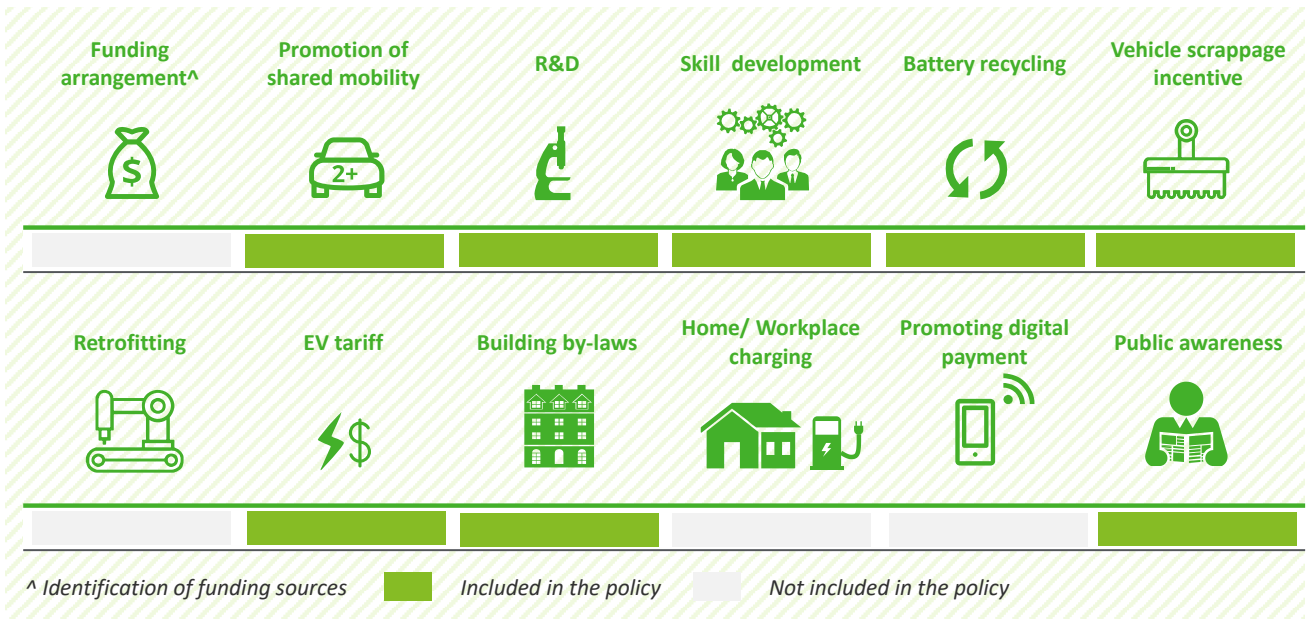 Funding
arrangement^
Promotion of
shared mobility
R&D
Skill development
Battery recycling
Vehicle scrappage
incentive
$
2+
Retrofitting
EV tariff
Building by-laws
Home/ Workplace
charging
Promoting digital
payment
Public awareness
$
^ Identification of funding sources
Included in the policy
Not included in the policy